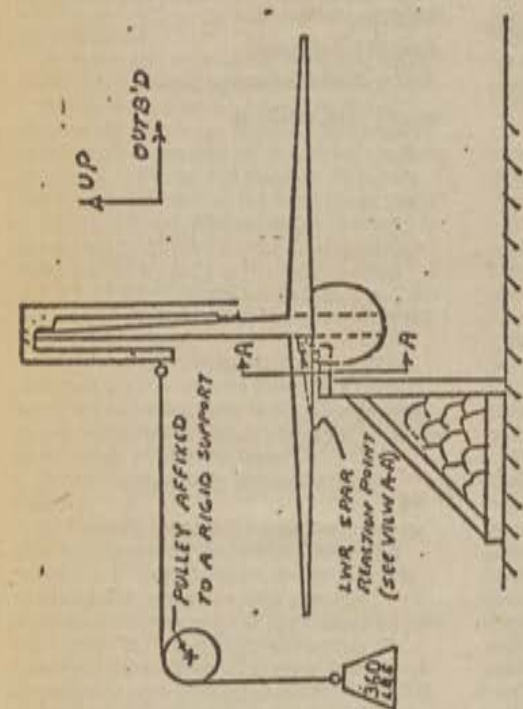 UP
OUTB'D
PULLEY AFFIXED
TO A RIGID SUPPORT
A
A
LWR SPAR
REACTION POINT
(SEE VIEW A-A)
360
LBS